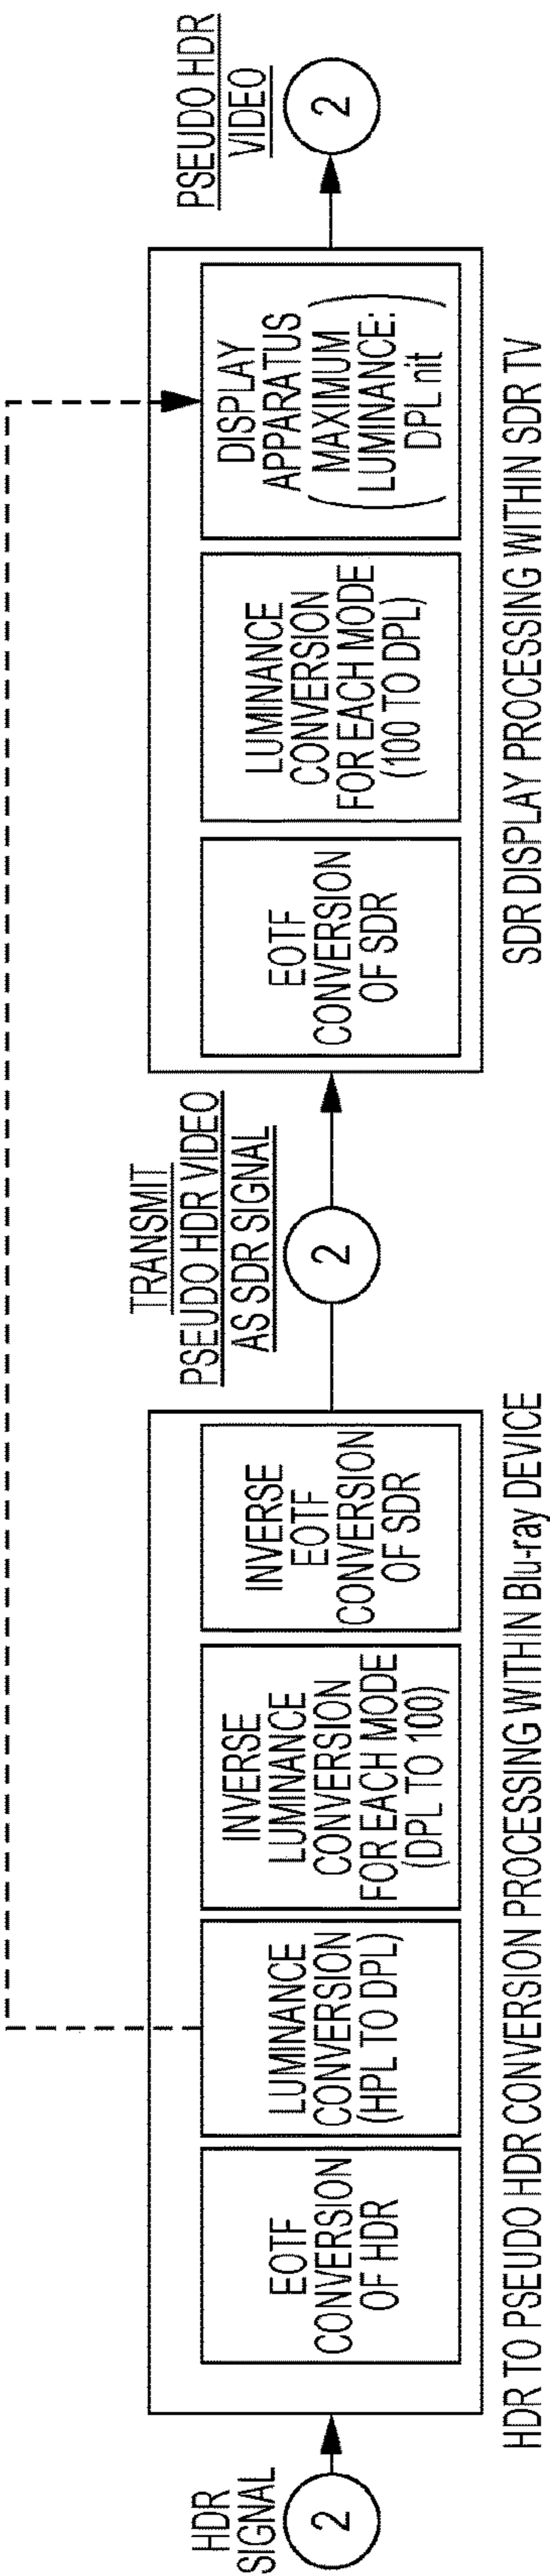 HDR
SIGNAL
2
EOTF
CONVERSION
OF HDR
LUMINANCE
CONVERSION
(HPL TO DPL)
INVERSE
LUMINANCE
CONVERSION
FOR EACH MODE
(DPL TO 100)
INVERSE
EOTF
CONVERSION
OF SDR
HDR TO PSEUDO HDR CONVERSION PROCESSING WITHIN Blu-ray DEVICE
TRANSMIT
PSEUDO HDR VIDEO
AS SDR SIGNAL
2
EOTF
CONVERSION
OF SDR
LUMINANCE
CONVERSION
FOR EACH MODE
(100 TO DPL)
DISPLAY
APPARATUS
(MAXIMUM
LUMINANCE:
DPL nit)
SDR DISPLAY PROCESSING WITHIN SDR TV
PSEUDO HDR
VIDEO
2